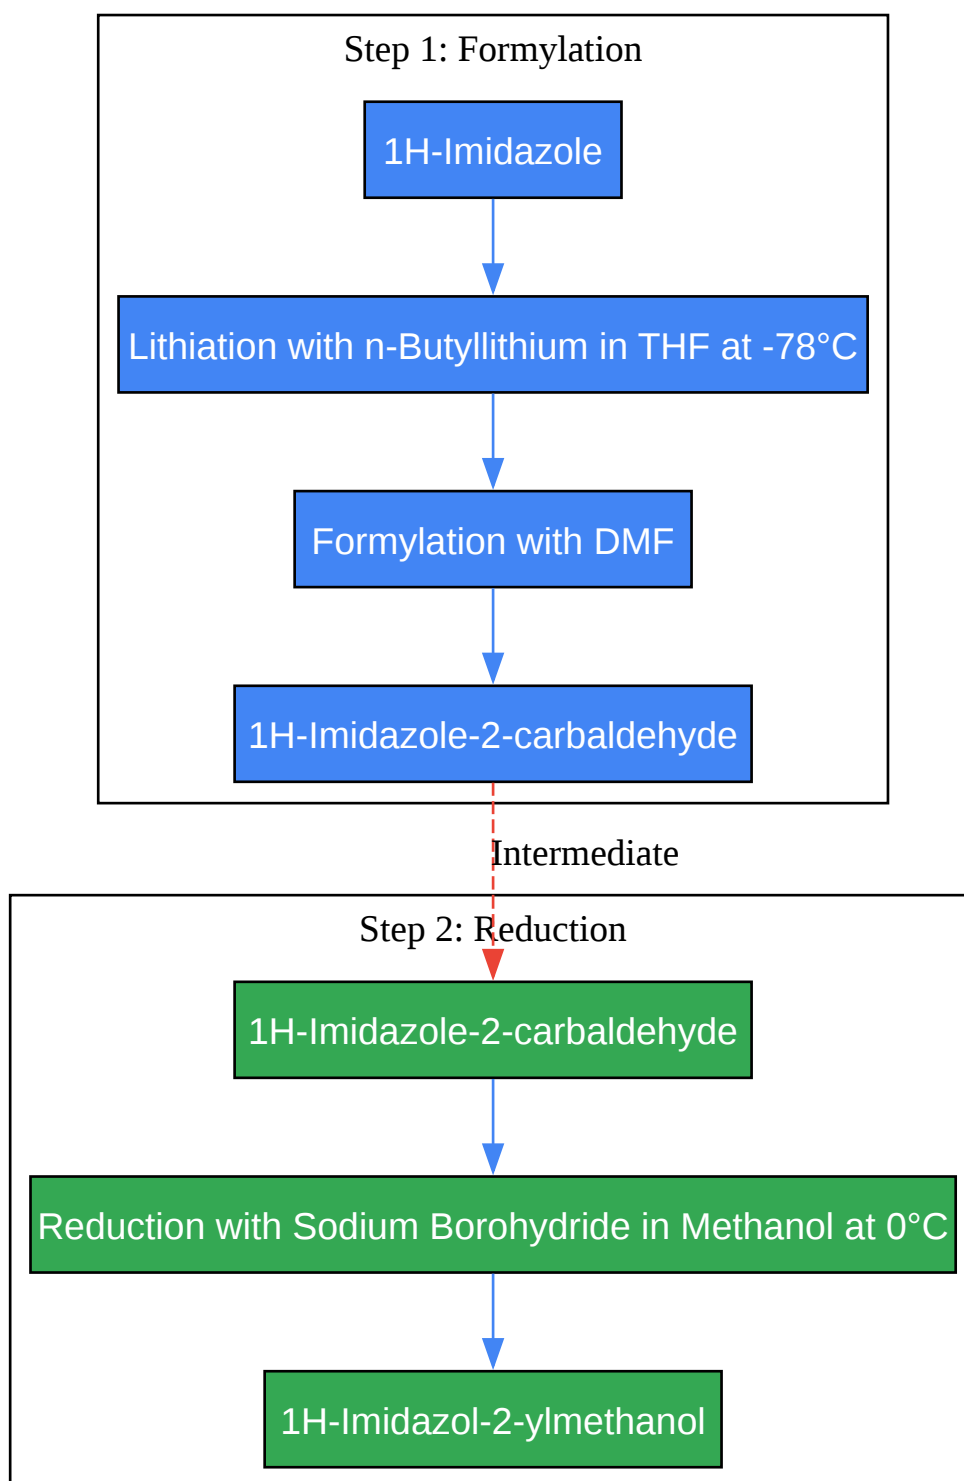 Step 1: Formylation
1H-Imidazole
Lithiation with n-Butyllithium in THF at -78°C
Formylation with DMF
1H-Imidazole-2-carbaldehyde
Intermediate
Step 2: Reduction
1H-Imidazole-2-carbaldehyde
Reduction with Sodium Borohydride in Methanol at 0°C
1H-Imidazol-2-ylmethanol